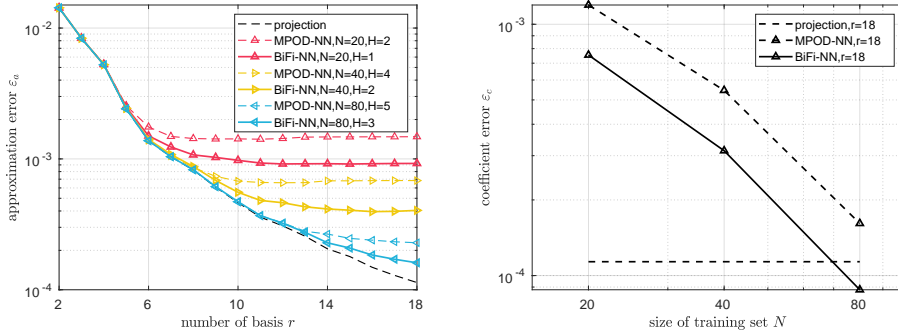 10^-2
10^-3
10^-4
approximation error ε_a
2
6
10
14
18
number of basis r
projection
MPOD-NN,N=20,H=2
BiFi-NN,N=20,H=1
MPOD-NN,N=40,H=4
BiFi-NN,N=40,H=2
MPOD-NN,N=80,H=5
BiFi-NN,N=80,H=3
10^-3
10^-4
coefficient error ε_c
20
40
80
size of training set N
projection,r=18
MPOD-NN,r=18
BiFi-NN,r=18